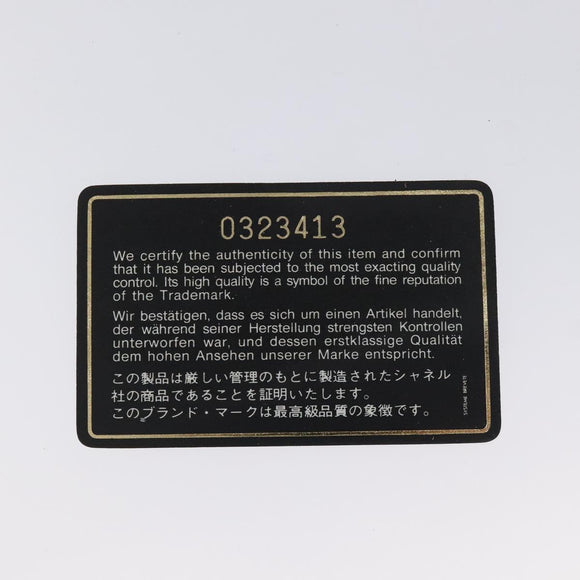 0323413
We certify the authenticity of this item and confirm
that it has been subjected to the most exacting quality
control. Its high quality is a symbol of the fine reputation
of the Trademark.
Wir bestätigen, dass es sich um einen Artikel handelt,
der während seiner Herstellung strengsten Kontrollen
unterworfen war, und dessen erstklassige Qualität
dem hohen Ansehen unserer Marke entspricht.
この製品は厳しい管理のもとに製造されたシャネル
社の商品であることを証明いたします。
このブランド・マークは最高級品質の象徴です。
SYSTEME BREVETE